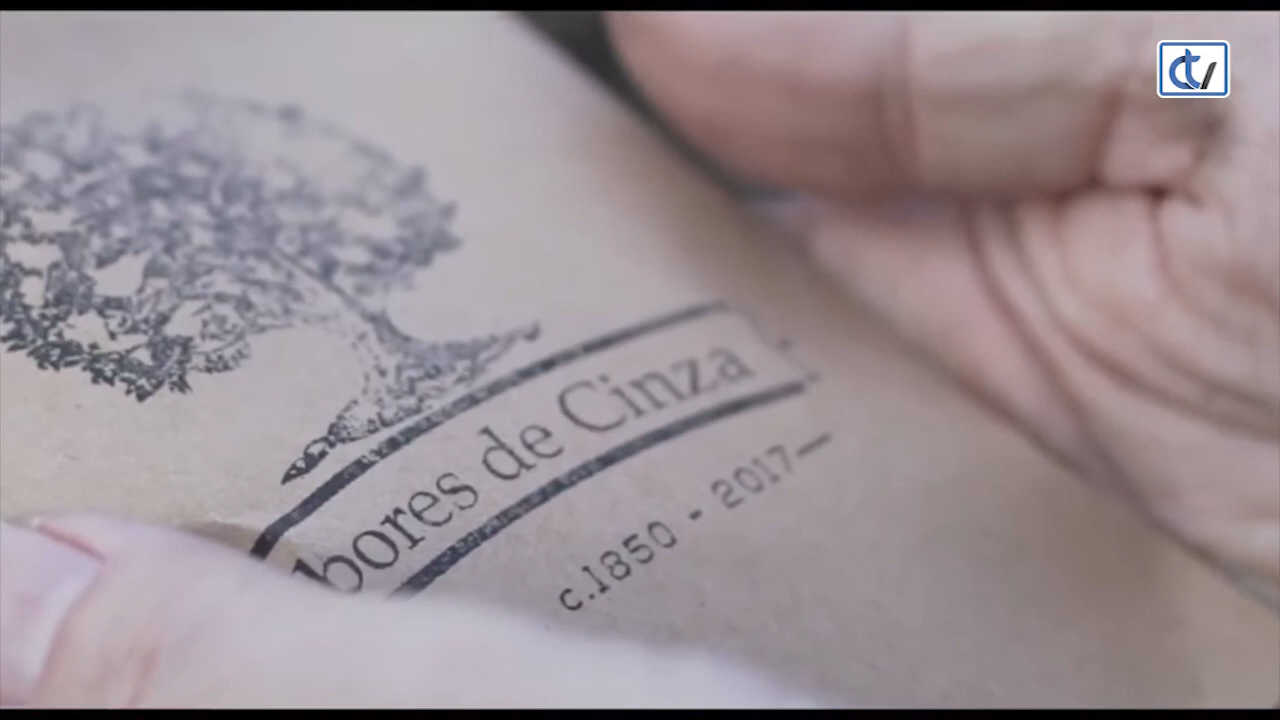 bores de Cinza
c.1850 - 2017—